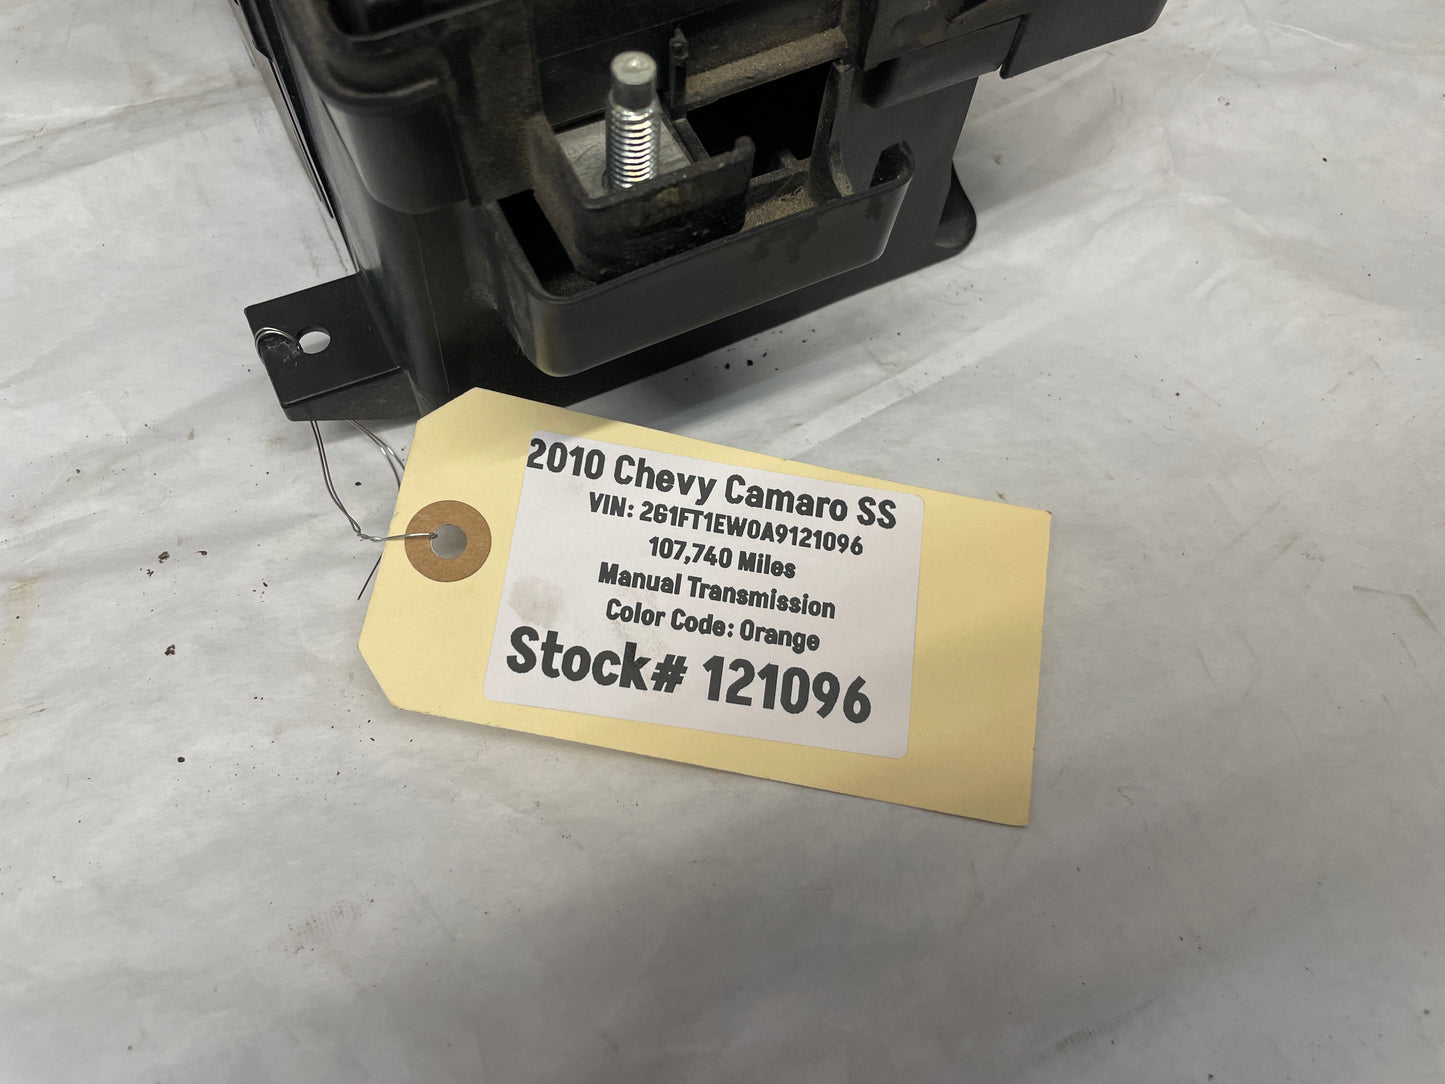 2010 Chevy Camaro SS
VIN: 2G1FT1EW0A9121096
107,740 Miles
Manual Transmission
Color Code: Orange
Stock# 121096